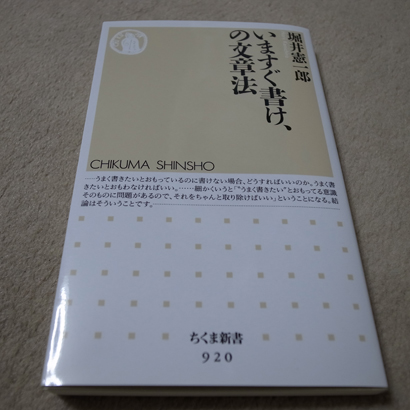 堀井憲一郎
いますぐ書け、
の文章法
CHIKUMA SHINSHO
──うまく書きたいとおもっているのに書けない場合、どうすればいいのか。うまく書
きたいとおもわなければいい。……細かくいうと「“うまく書きたい”とおもってる意識
そのものに問題があるので、それをちゃんと取り除けばいい」ということになる。結
論はそういうことです。
ちくま新書
920